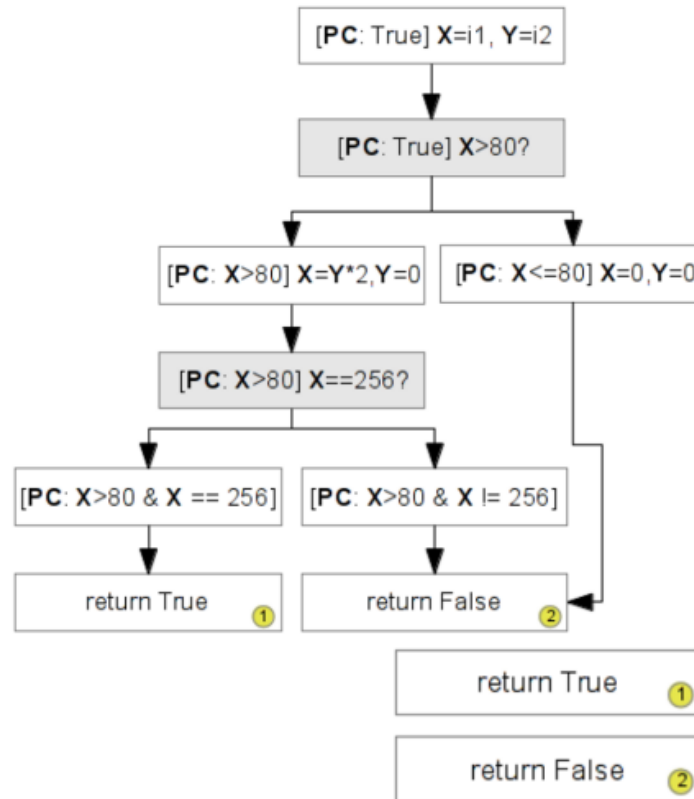 [PC: True] X=i1, Y=i2
[PC: True] X>80?
[PC: X>80] X=Y*2,Y=0
[PC: X<=80] X=0,Y=0
[PC: X>80] X==256?
[PC: X>80 & X == 256]
[PC: X>80 & X != 256]
return True
1
return False
2
return True
1
return False
2